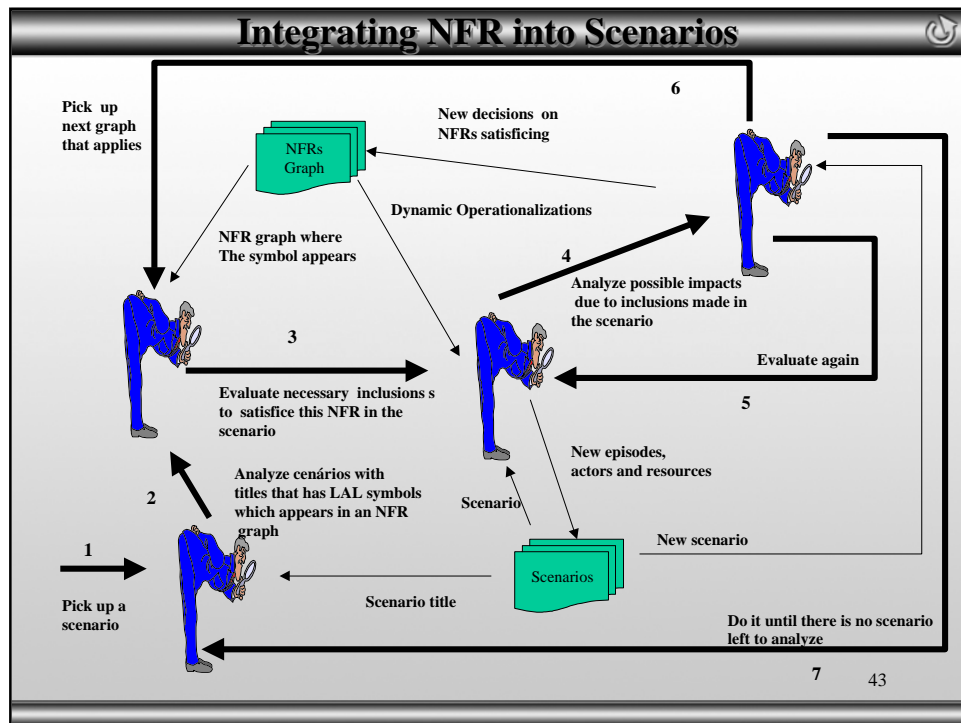 Integrating NFR into Scenarios
6
Pick up
next graph
that applies
New decisions on
NFRs satisficing
NFRs
Graph
Dynamic Operationalizations
NFR graph where
The symbol appears
4
Analyze possible impacts
due to inclusions made in
the scenario
3
Evaluate again
5
Evaluate necessary inclusions s
to satisfice this NFR in the
scenario
New episodes,
actors and resources
Analyze cenários with
titles that has LAL symbols
which appears in an NFR
graph
2
Scenario
1
New scenario
Scenarios
Pick up a
scenario
Scenario title
Do it until there is no scenario
left to analyze
7
43